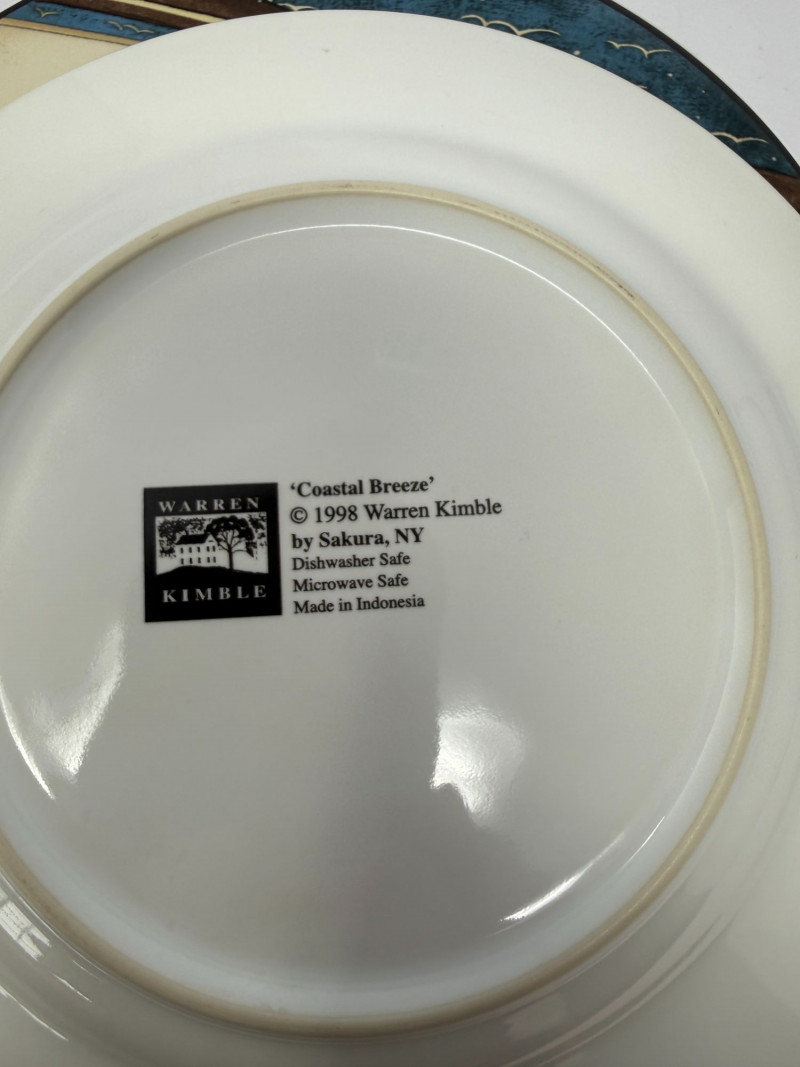 WARREN
KIMBLE
‘Coastal Breeze’
© 1998 Warren Kimble
by Sakura, NY
Dishwasher Safe
Microwave Safe
Made in Indonesia